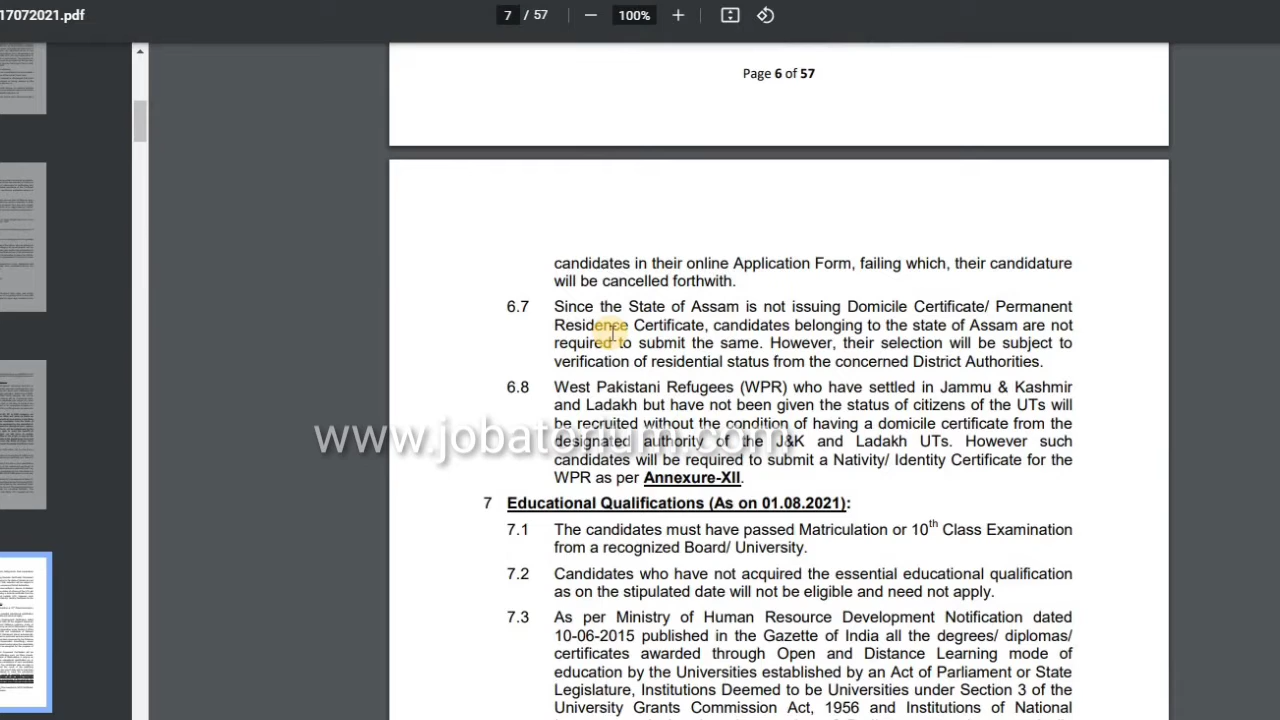 17072021.pdf
7 / 57
100%
Page 6 of 57
candidates in their online Application Form, failing which, their candidature
will be cancelled forthwith.
6.7 Since the State of Assam is not issuing Domicile Certificate/ Permanent
Residence Certificate, candidates belonging to the state of Assam are not
required to submit the same. However, their selection will be subject to
verification of residential status from the concerned District Authorities.
6.8 West Pakistani Refugees (WPR) who have settled in Jammu & Kashmir
and Ladakh but have not been given the status of citizens of the UTs will
be recruited without the condition of having a domicile certificate from the
www.jobatorium.com
designated authority of the J&K and Ladakh UTs. However such
candidates will be required to submit a Nativity/ Identity Certificate for the
WPR as per Annexure-XII.
7 Educational Qualifications (As on 01.08.2021):
7.1 The candidates must have passed Matriculation or 10th Class Examination
from a recognized Board/ University.
7.2 Candidates who have not acquired the essential educational qualification
as on the stipulated date will not be eligible and need not apply.
7.3 As per Ministry of Human Resource Development Notification dated
10-06-2015 published in the Gazette of India all the degrees/ diplomas/
certificates awarded through Open and Distance Learning mode of
education by the Universities established by an Act of Parliament or State
Legislature, Institutions Deemed to be Universities under Section 3 of the
University Grants Commission Act, 1956 and Institutions of National